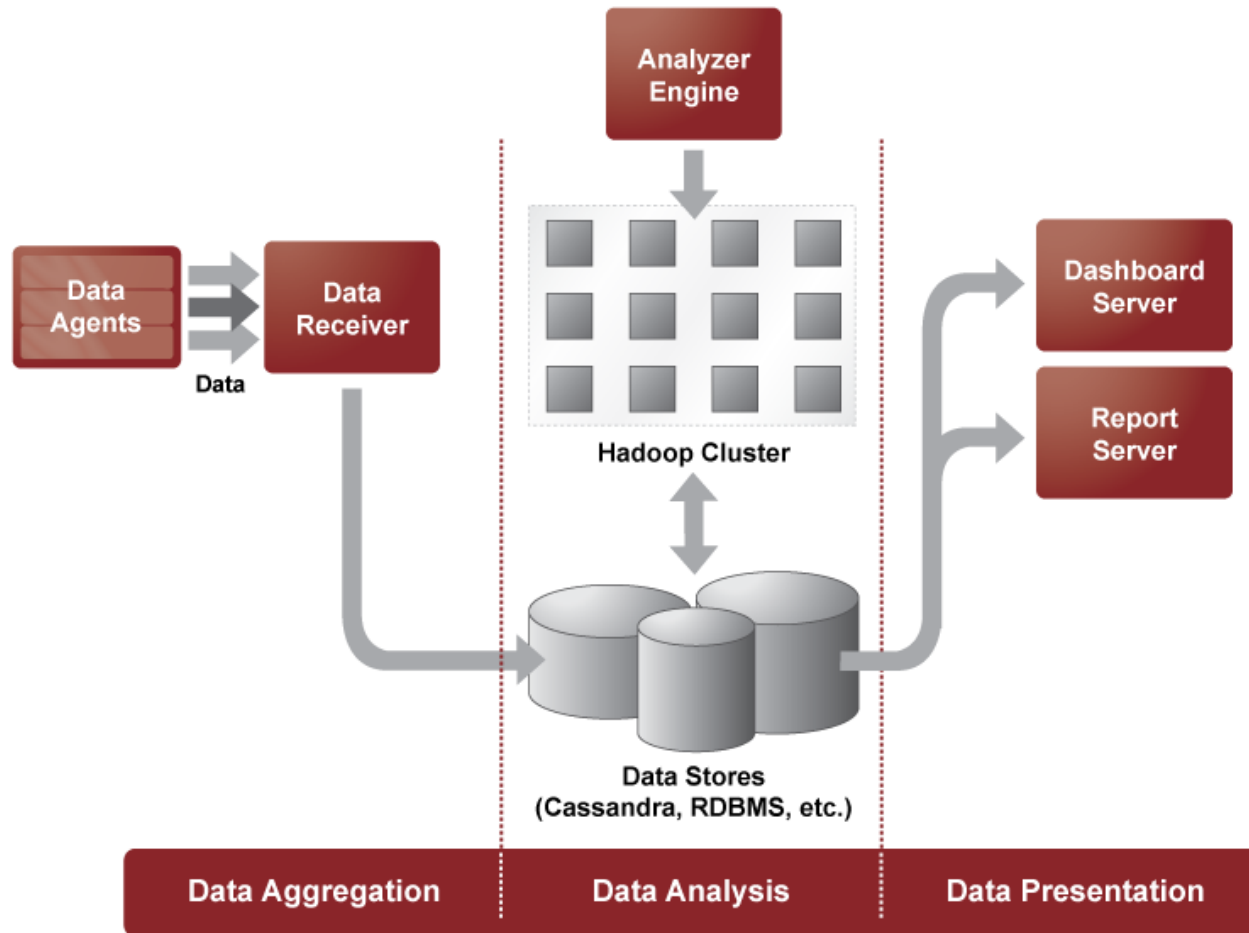 Analyzer
Engine
Data
Agents
Data
Data
Receiver
Hadoop Cluster
Dashboard
Server
Report
Server
Data Stores
(Cassandra, RDBMS, etc.)
Data Aggregation
Data Analysis
Data Presentation